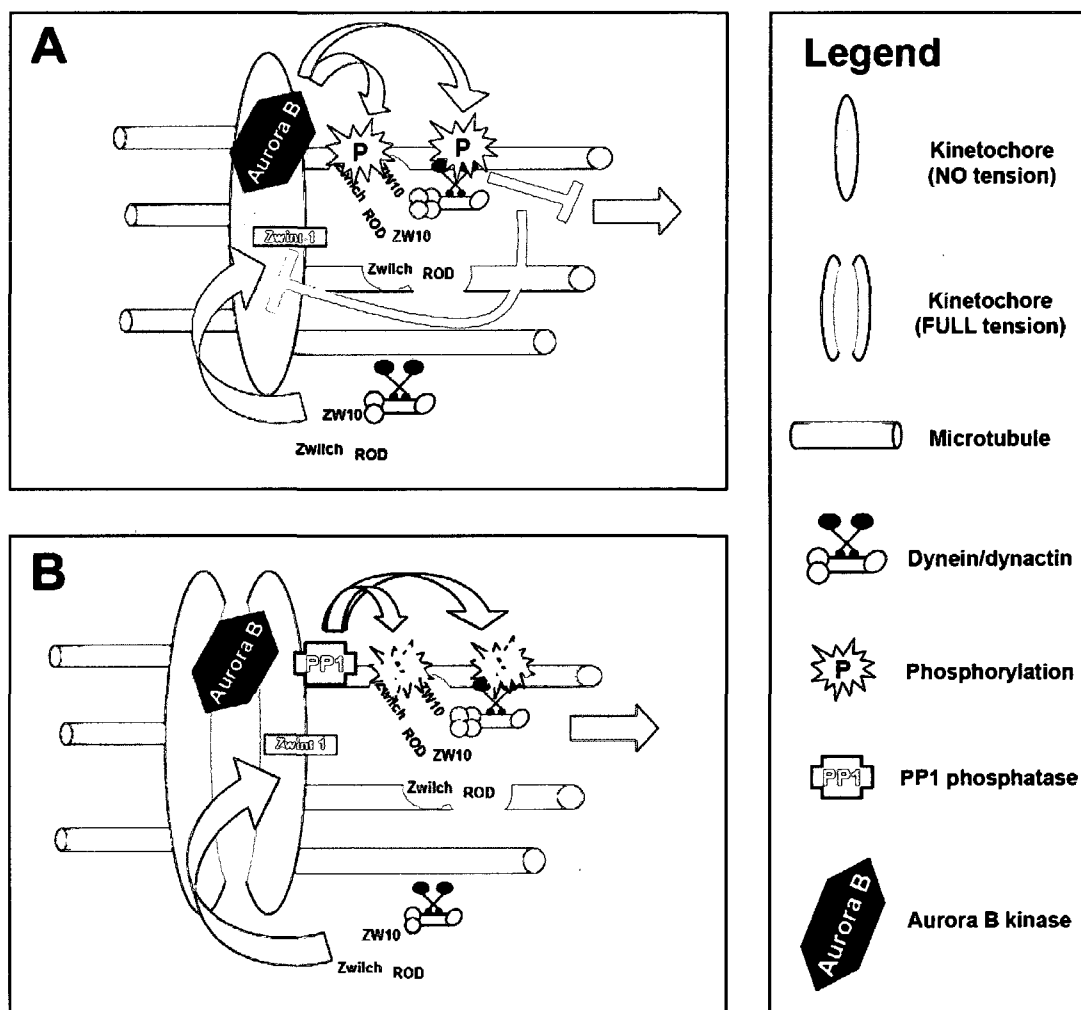 A
Aurora B
P
P
Zwilch
ZW10
ROD
ZW10
Zwint-1
Zwilch ROD
ZW10
Zwilch ROD
B
Aurora B
PP1
Zwilch
ZW10
ROD
ZW10
Zwint 1
Zwilch ROD
ZW10
Zwilch ROD
Legend
Kinetochore
(NO tension)
Kinetochore
(FULL tension)
Microtubule
Dynein/dynactin
P
Phosphorylation
PP1
PP1 phosphatase
Aurora B
Aurora B kinase